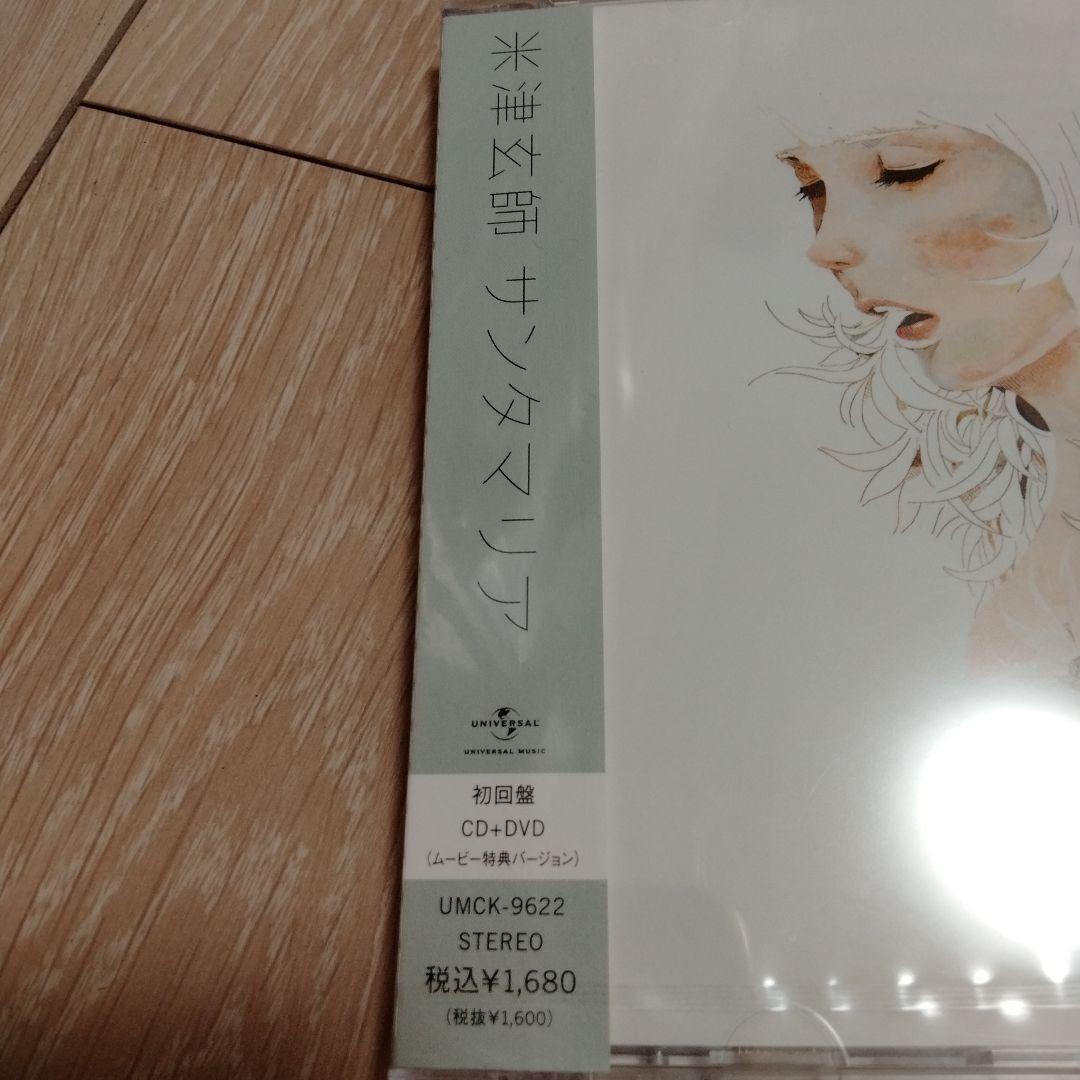 米津玄師 サンタマリア
UNIVERSAL
UNIVERSAL MUSIC
初回盤
CD+DVD
(ムービー特典バージョン)
UMCK-9622
STEREO
税込¥1,680
(税抜¥1,600)